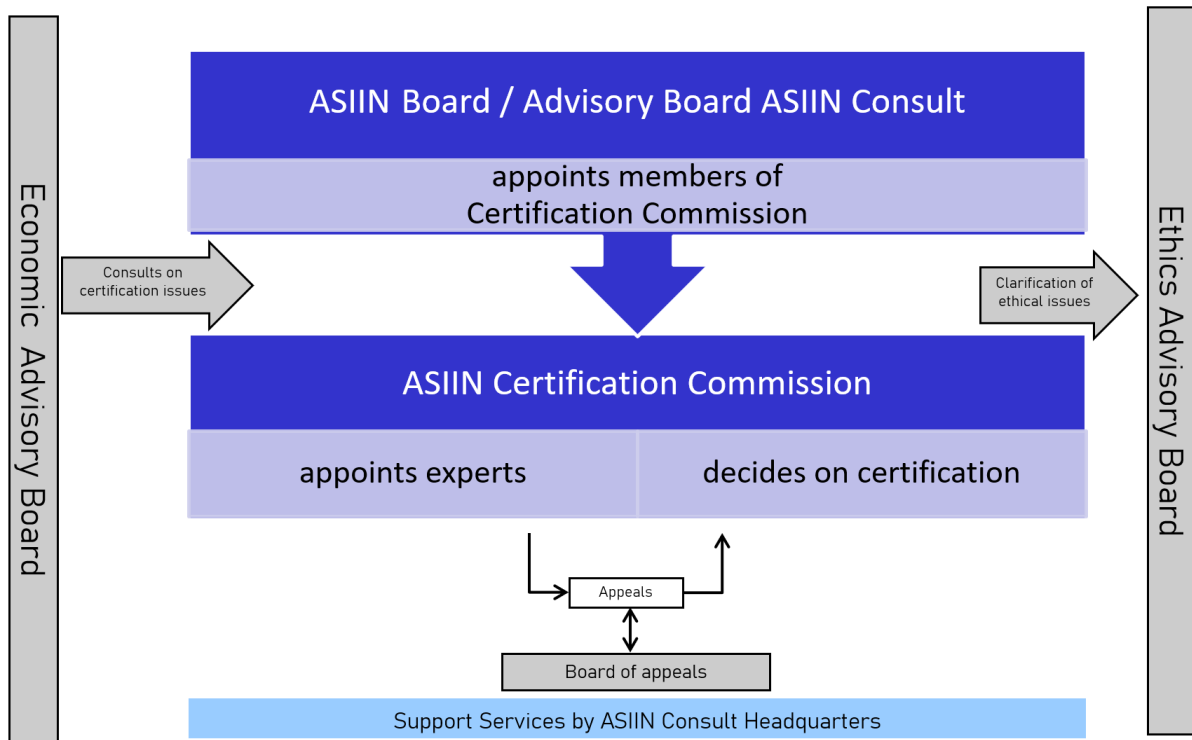 ASIIN Board / Advisory Board ASIIN Consult
appoints members of
Certification Commission
Economic Advisory Board
Consults on
certification issues
Clarification of
ethical issues
Ethics Advisory Board
ASIIN Certification Commission
appoints experts
decides on certification
Appeals
Board of appeals
Support Services by ASIIN Consult Headquarters